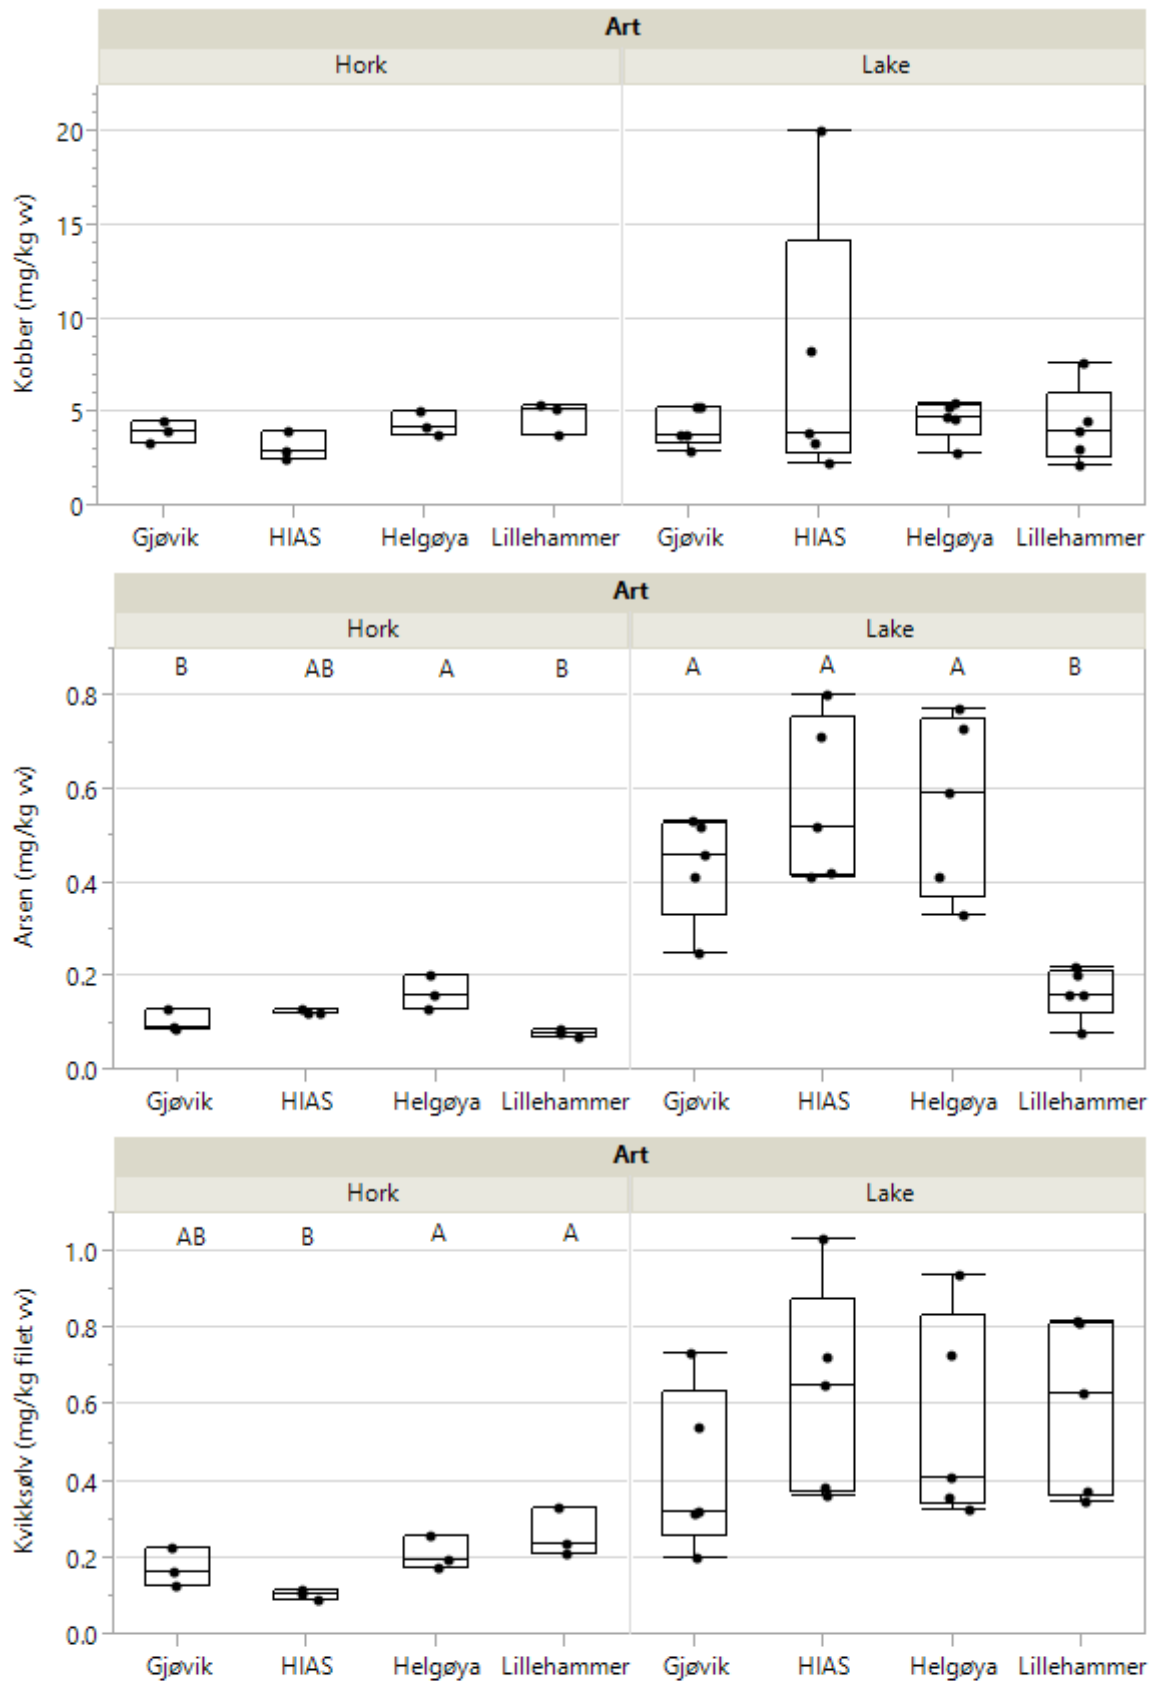 Art
Hork Lake
Kobber (mg/kg vv)
20
15
10
5
0
Gjøvik HIAS Helgøya Lillehammer Gjøvik HIAS Helgøya Lillehammer
Art
Hork Lake
B AB A B A A A B
Arsen (mg/kg vv)
0.8
0.6
0.4
0.2
0.0
Gjøvik HIAS Helgøya Lillehammer Gjøvik HIAS Helgøya Lillehammer
Art
Hork Lake
AB B A A
Kvikksølv (mg/kg filet vv)
1.0
0.8
0.6
0.4
0.2
0.0
Gjøvik HIAS Helgøya Lillehammer Gjøvik HIAS Helgøya Lillehammer